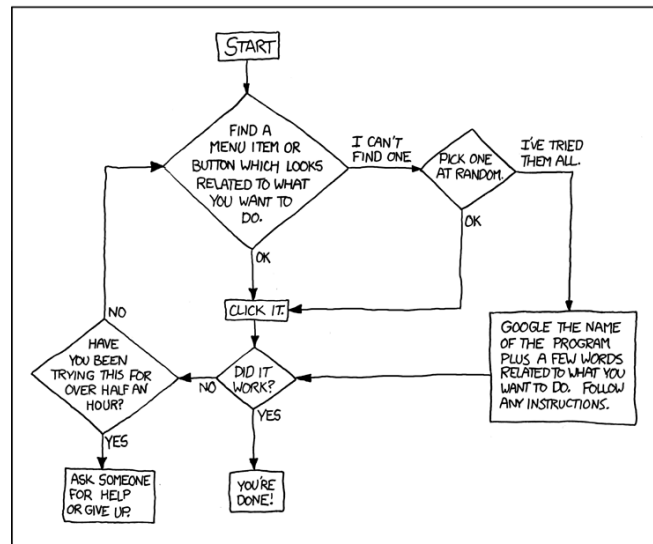 START
FIND A
MENU ITEM OR
BUTTON WHICH LOOKS
RELATED TO WHAT
YOU WANT TO
DO.
I CAN'T
FIND ONE
PICK ONE
AT RANDOM.
I'VE TRIED
THEM ALL.
OK
OK
CLICK IT.
NO
GOOGLE THE NAME
OF THE PROGRAM
PLUS A FEW WORDS
RELATED TO WHAT YOU
WANT TO DO. FOLLOW
ANY INSTRUCTIONS.
HAVE
YOU BEEN
TRYING THIS FOR
OVER HALF AN
HOUR?
NO
DID IT
WORK?
YES
YES
ASK SOMEONE
FOR HELP
OR GIVE UP.
YOU'RE
DONE!